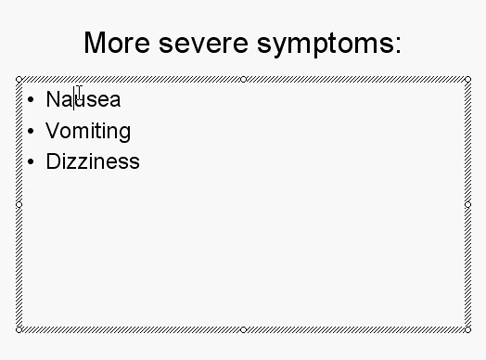 More severe symptoms:
• Nausea
• Vomiting
• Dizziness